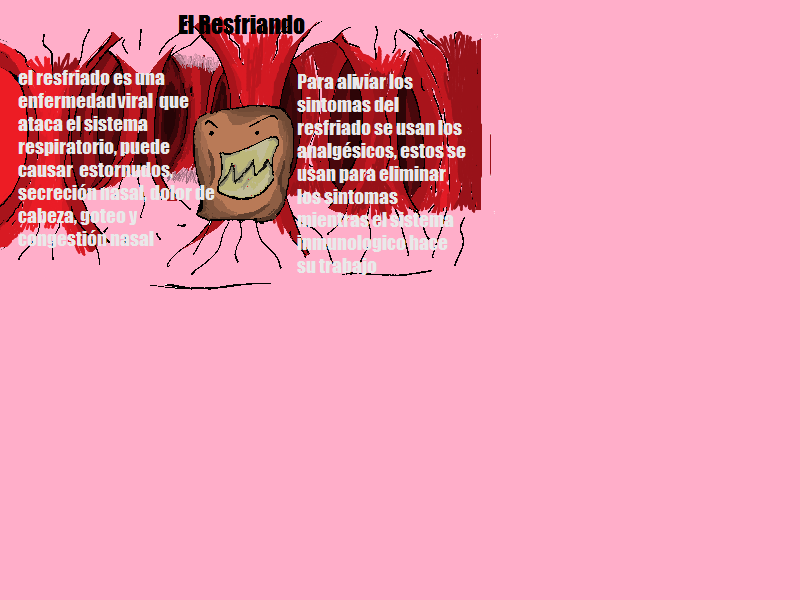 El Resfriando
el resfriado es una
enfermedad viral que
ataca el sistema
respiratorio, puede
causar estornudos,
secreción nasal, dolor de
cabeza, goteo y
congestión nasal
Para aliviar los
sintomas del
resfriado se usan los
analgésicos, estos se
usan para eliminar
los sintomas
mientras el sistema
inmunologico hace
su trabajo